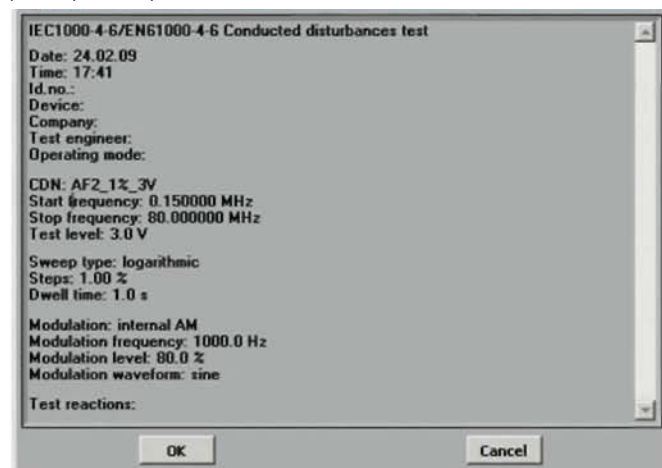 IEC1000-4-6/EN61000-4-6 Conducted disturbances test
Date: 24.02.09
Time: 17:41
Id.no.:
Device:
Company:
Test engineer:
Operating mode:
CDN: AF2_1%_3V
Start frequency: 0.150000 MHz
Stop frequency: 80.000000 MHz
Test level: 3.0 V
Sweep type: logarithmic
Steps: 1.00 %
Dwell time: 1.0 s
Modulation: internal AM
Modulation frequency: 1000.0 Hz
Modulation level: 80.0 %
Modulation waveform: sine
Test reactions:
OK
Cancel